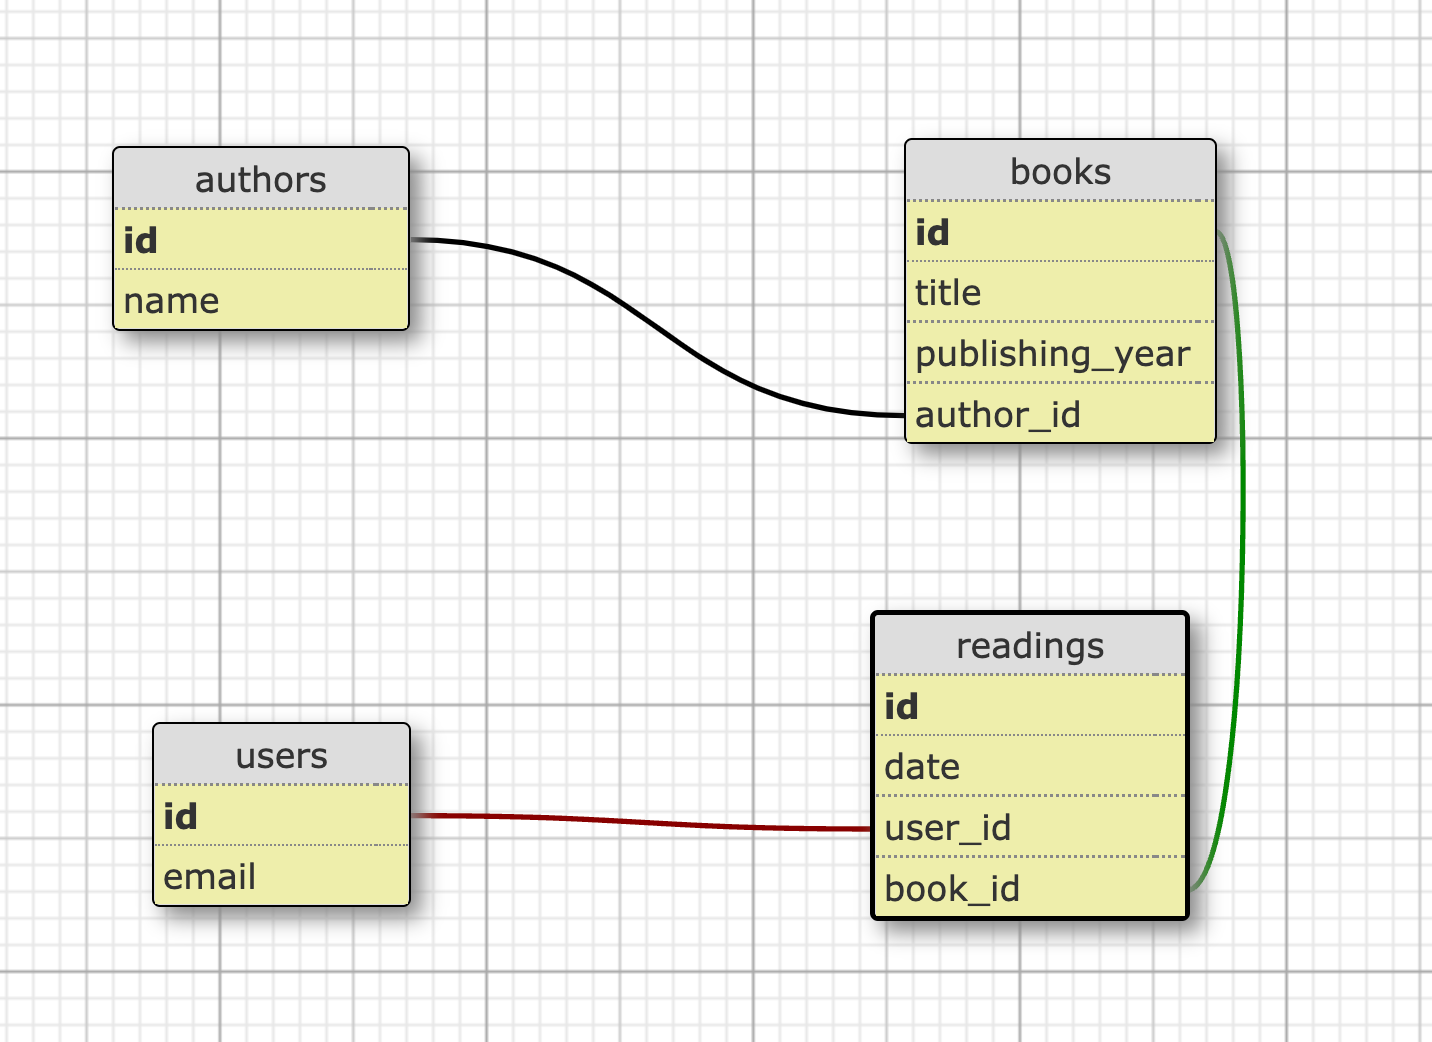 authors
id
name
books
id
title
publishing_year
author_id
users
id
email
readings
id
date
user_id
book_id